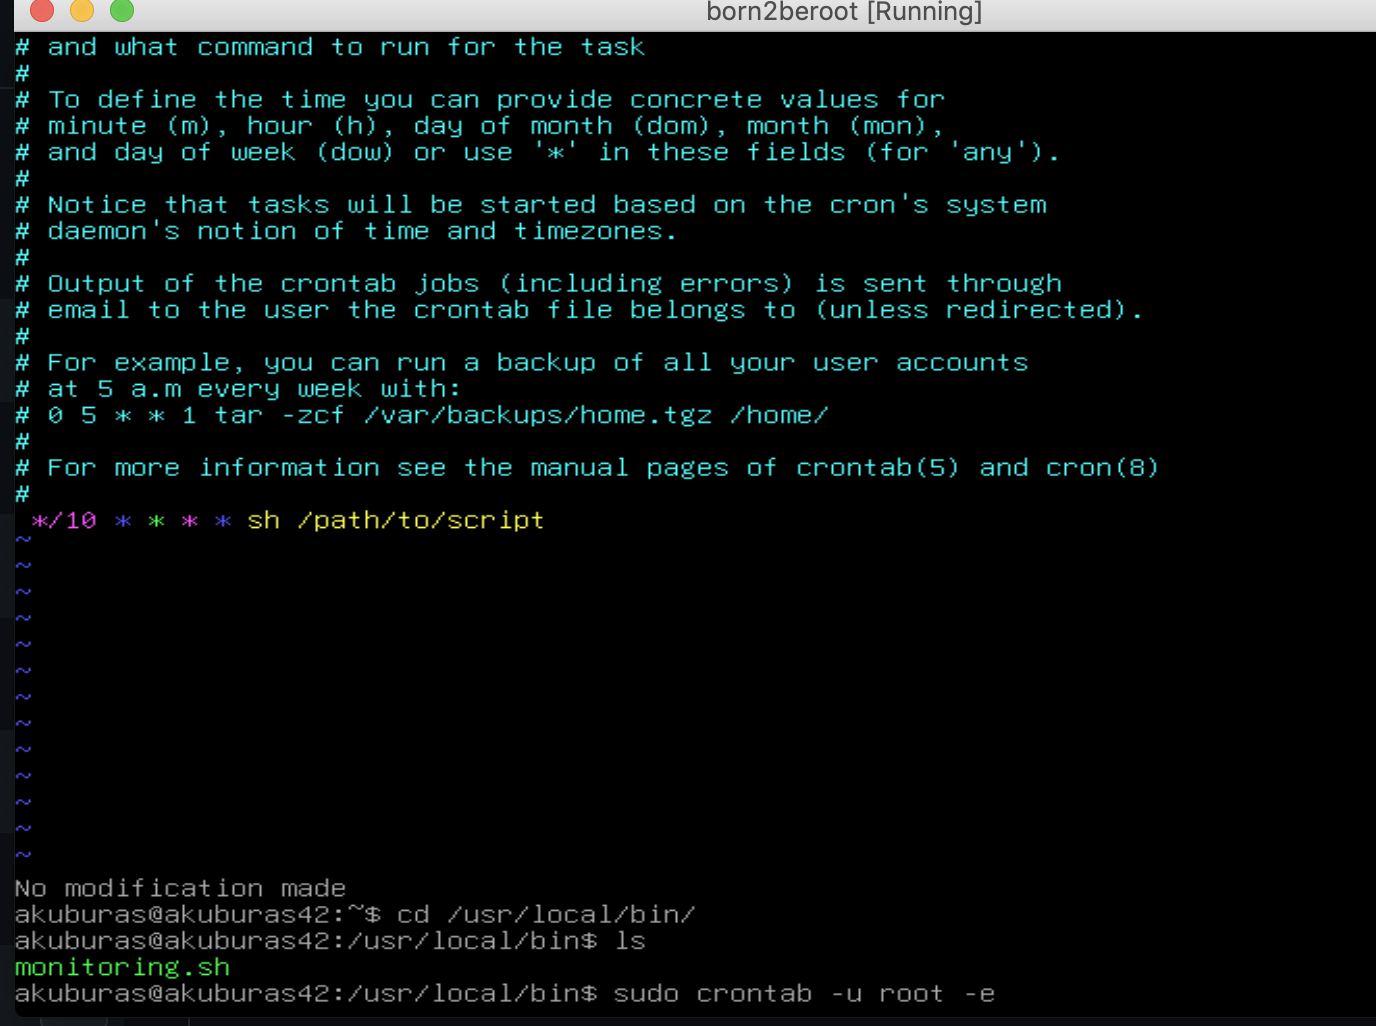 born2beroot [Running]
# and what command to run for the task
#
# To define the time you can provide concrete values for
# minute (m), hour (h), day of month (dom), month (mon),
# and day of week (dow) or use '*' in these fields (for 'any').
#
# Notice that tasks will be started based on the cron's system
# daemon's notion of time and timezones.
#
# Output of the crontab jobs (including errors) is sent through
# email to the user the crontab file belongs to (unless redirected).
#
# For example, you can run a backup of all your user accounts
# at 5 a.m every week with:
# 0 5 * * 1 tar -zcf /var/backups/home.tgz /home/
#
# For more information see the manual pages of crontab(5) and cron(8)
#
 */10 * * * * sh /path/to/script
~
~
~
~
~
~
~
~
~
~
~
~
~
No modification made
akuburas@akuburas42:~$ cd /usr/local/bin/
akuburas@akuburas42:/usr/local/bin$ ls
monitoring.sh
akuburas@akuburas42:/usr/local/bin$ sudo crontab -u root -e